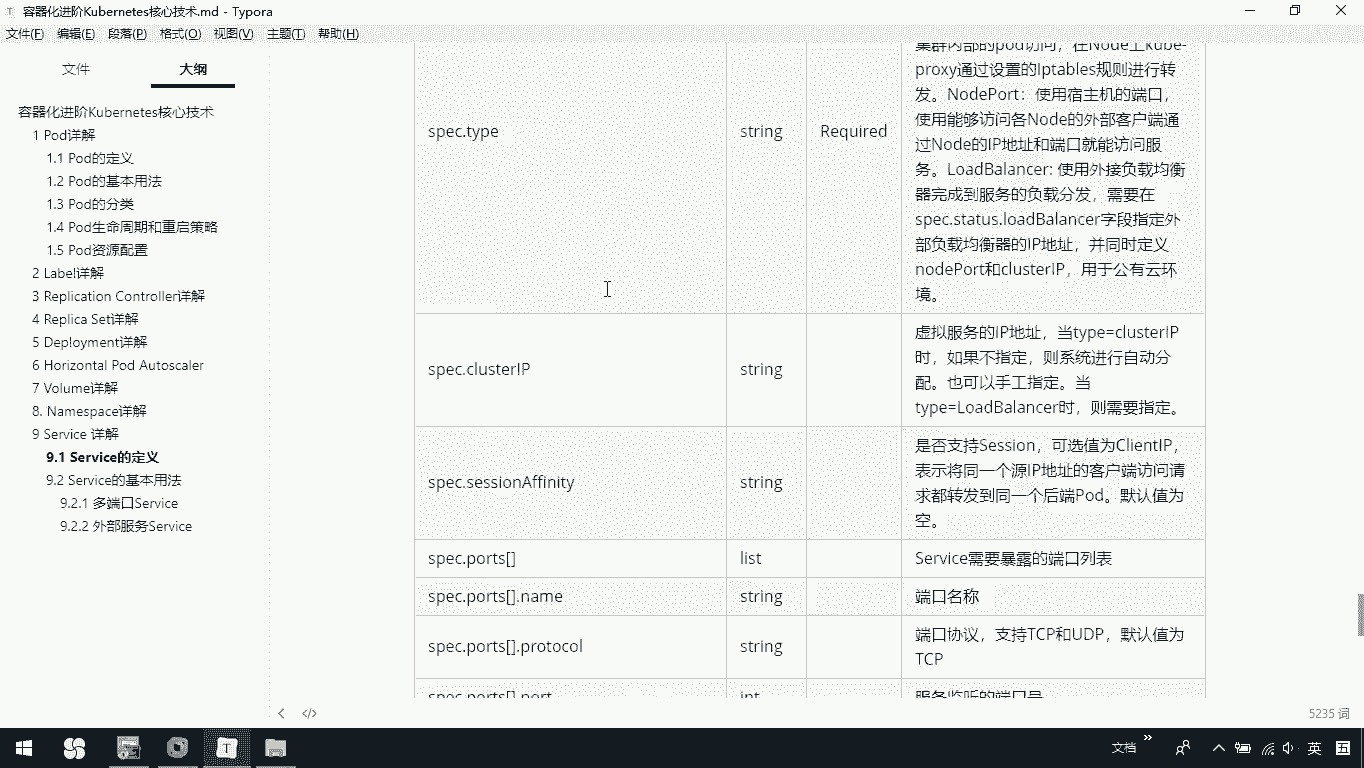 容器化进阶Kubernetes核心技术.md - Typora
文件(F) 编辑(E) 段落(P) 格式(O) 视图(V) 主题(T) 帮助(H)
文件 大纲
容器化进阶Kubernetes核心技术
1 Pod详解
1.1 Pod的定义
1.2 Pod的基本用法
1.3 Pod的分类
1.4 Pod生命周期和重启策略
1.5 Pod资源配置
2 Label详解
3 Replication Controller详解
4 Replica Set详解
5 Deployment详解
6 Horizontal Pod Autoscaler
7 Volume详解
8. Namespace详解
9 Service 详解
9.1 Service的定义
9.2 Service的基本用法
9.2.1 多端口Service
9.2.2 外部服务Service
spec.type
string
Required
集群内部的pod访问，在Node上kube-
proxy通过设置的Iptables规则进行转
发。NodePort：使用宿主机的端口，
使用能够访问各Node的外部客户端通
过Node的IP地址和端口就能访问服
务。LoadBalancer: 使用外接负载均衡
器完成到服务的负载分发，需要在
spec.status.loadBalancer字段指定外
部负载均衡器的IP地址，并同时定义
nodePort和clusterIP，用于公有云环
境。
spec.clusterIP
string
虚拟服务的IP地址，当type=clusterIP
时，如果不指定，则系统进行自动分
配。也可以手工指定。当
type=LoadBalancer时，则需要指定。
spec.sessionAffinity
string
是否支持Session，可选值为ClientIP，
表示将同一个源IP地址的客户端访问请
求都转发到同一个后端Pod。默认值为
空。
spec.ports[]
list
Service需要暴露的端口列表
spec.ports[].name
string
端口名称
spec.ports[].protocol
string
端口协议，支持TCP和UDP，默认值为
TCP
spec.ports[].port
int
服务监听的端口号
5235 词
文档
英